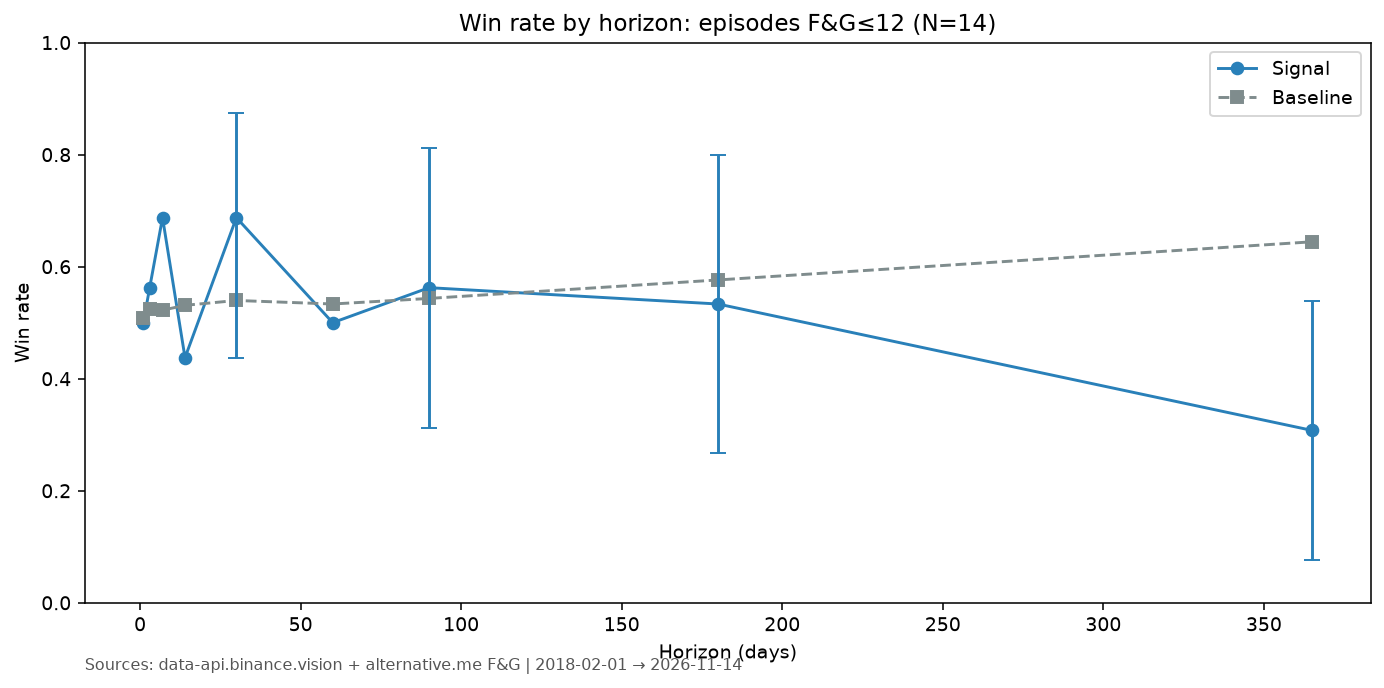 Win rate by horizon: episodes F&G≤12 (N=14)
1.0
0.8
0.6
0.4
0.2
0.0
Win rate
Signal
Baseline
0 50 100 150 200 250 300 350
Horizon (days)
Sources: data-api.binance.vision + alternative.me F&G | 2018-02-01 → 2026-11-14